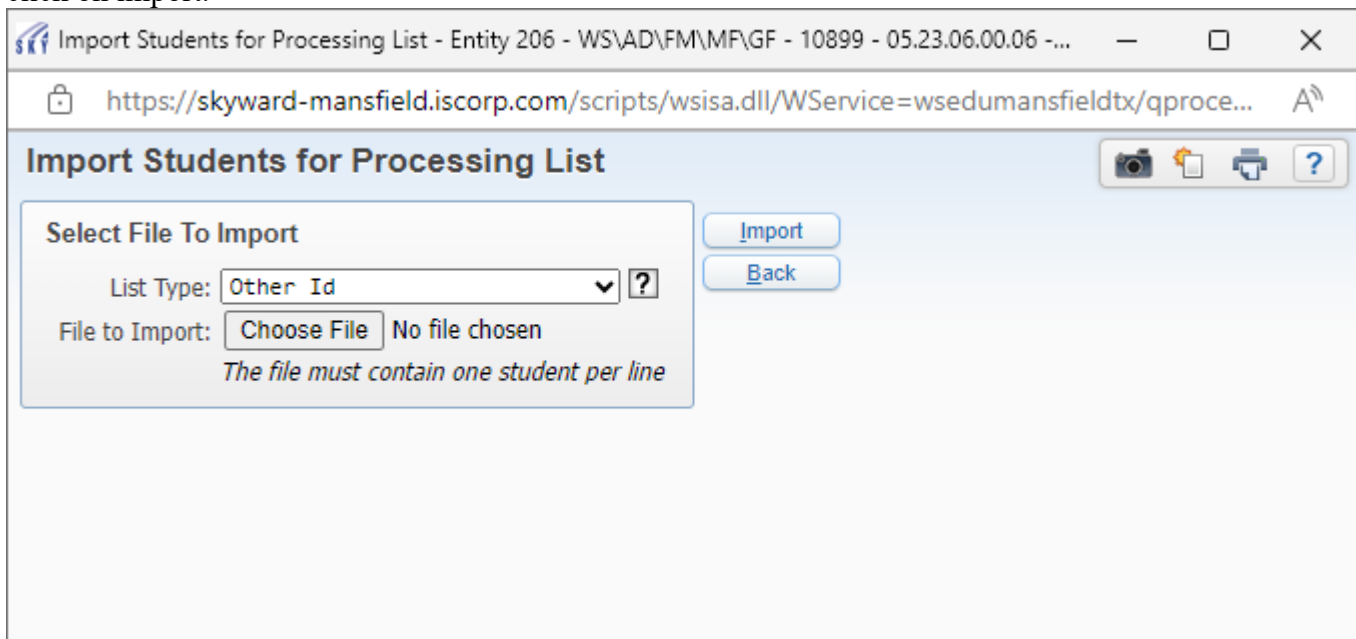 Import Students for Processing List - Entity 206 - WS\AD\FM\MF\GF - 10899 - 05.23.06.00.06 -...
https://skyward-mansfield.iscorp.com/scripts/wsisa.dll/WService=wsedumansfieldtx/qproce...
Import Students for Processing List
?
Select File To Import
Import
Back
List Type: Other Id ?
File to Import: Choose File No file chosen
The file must contain one student per line